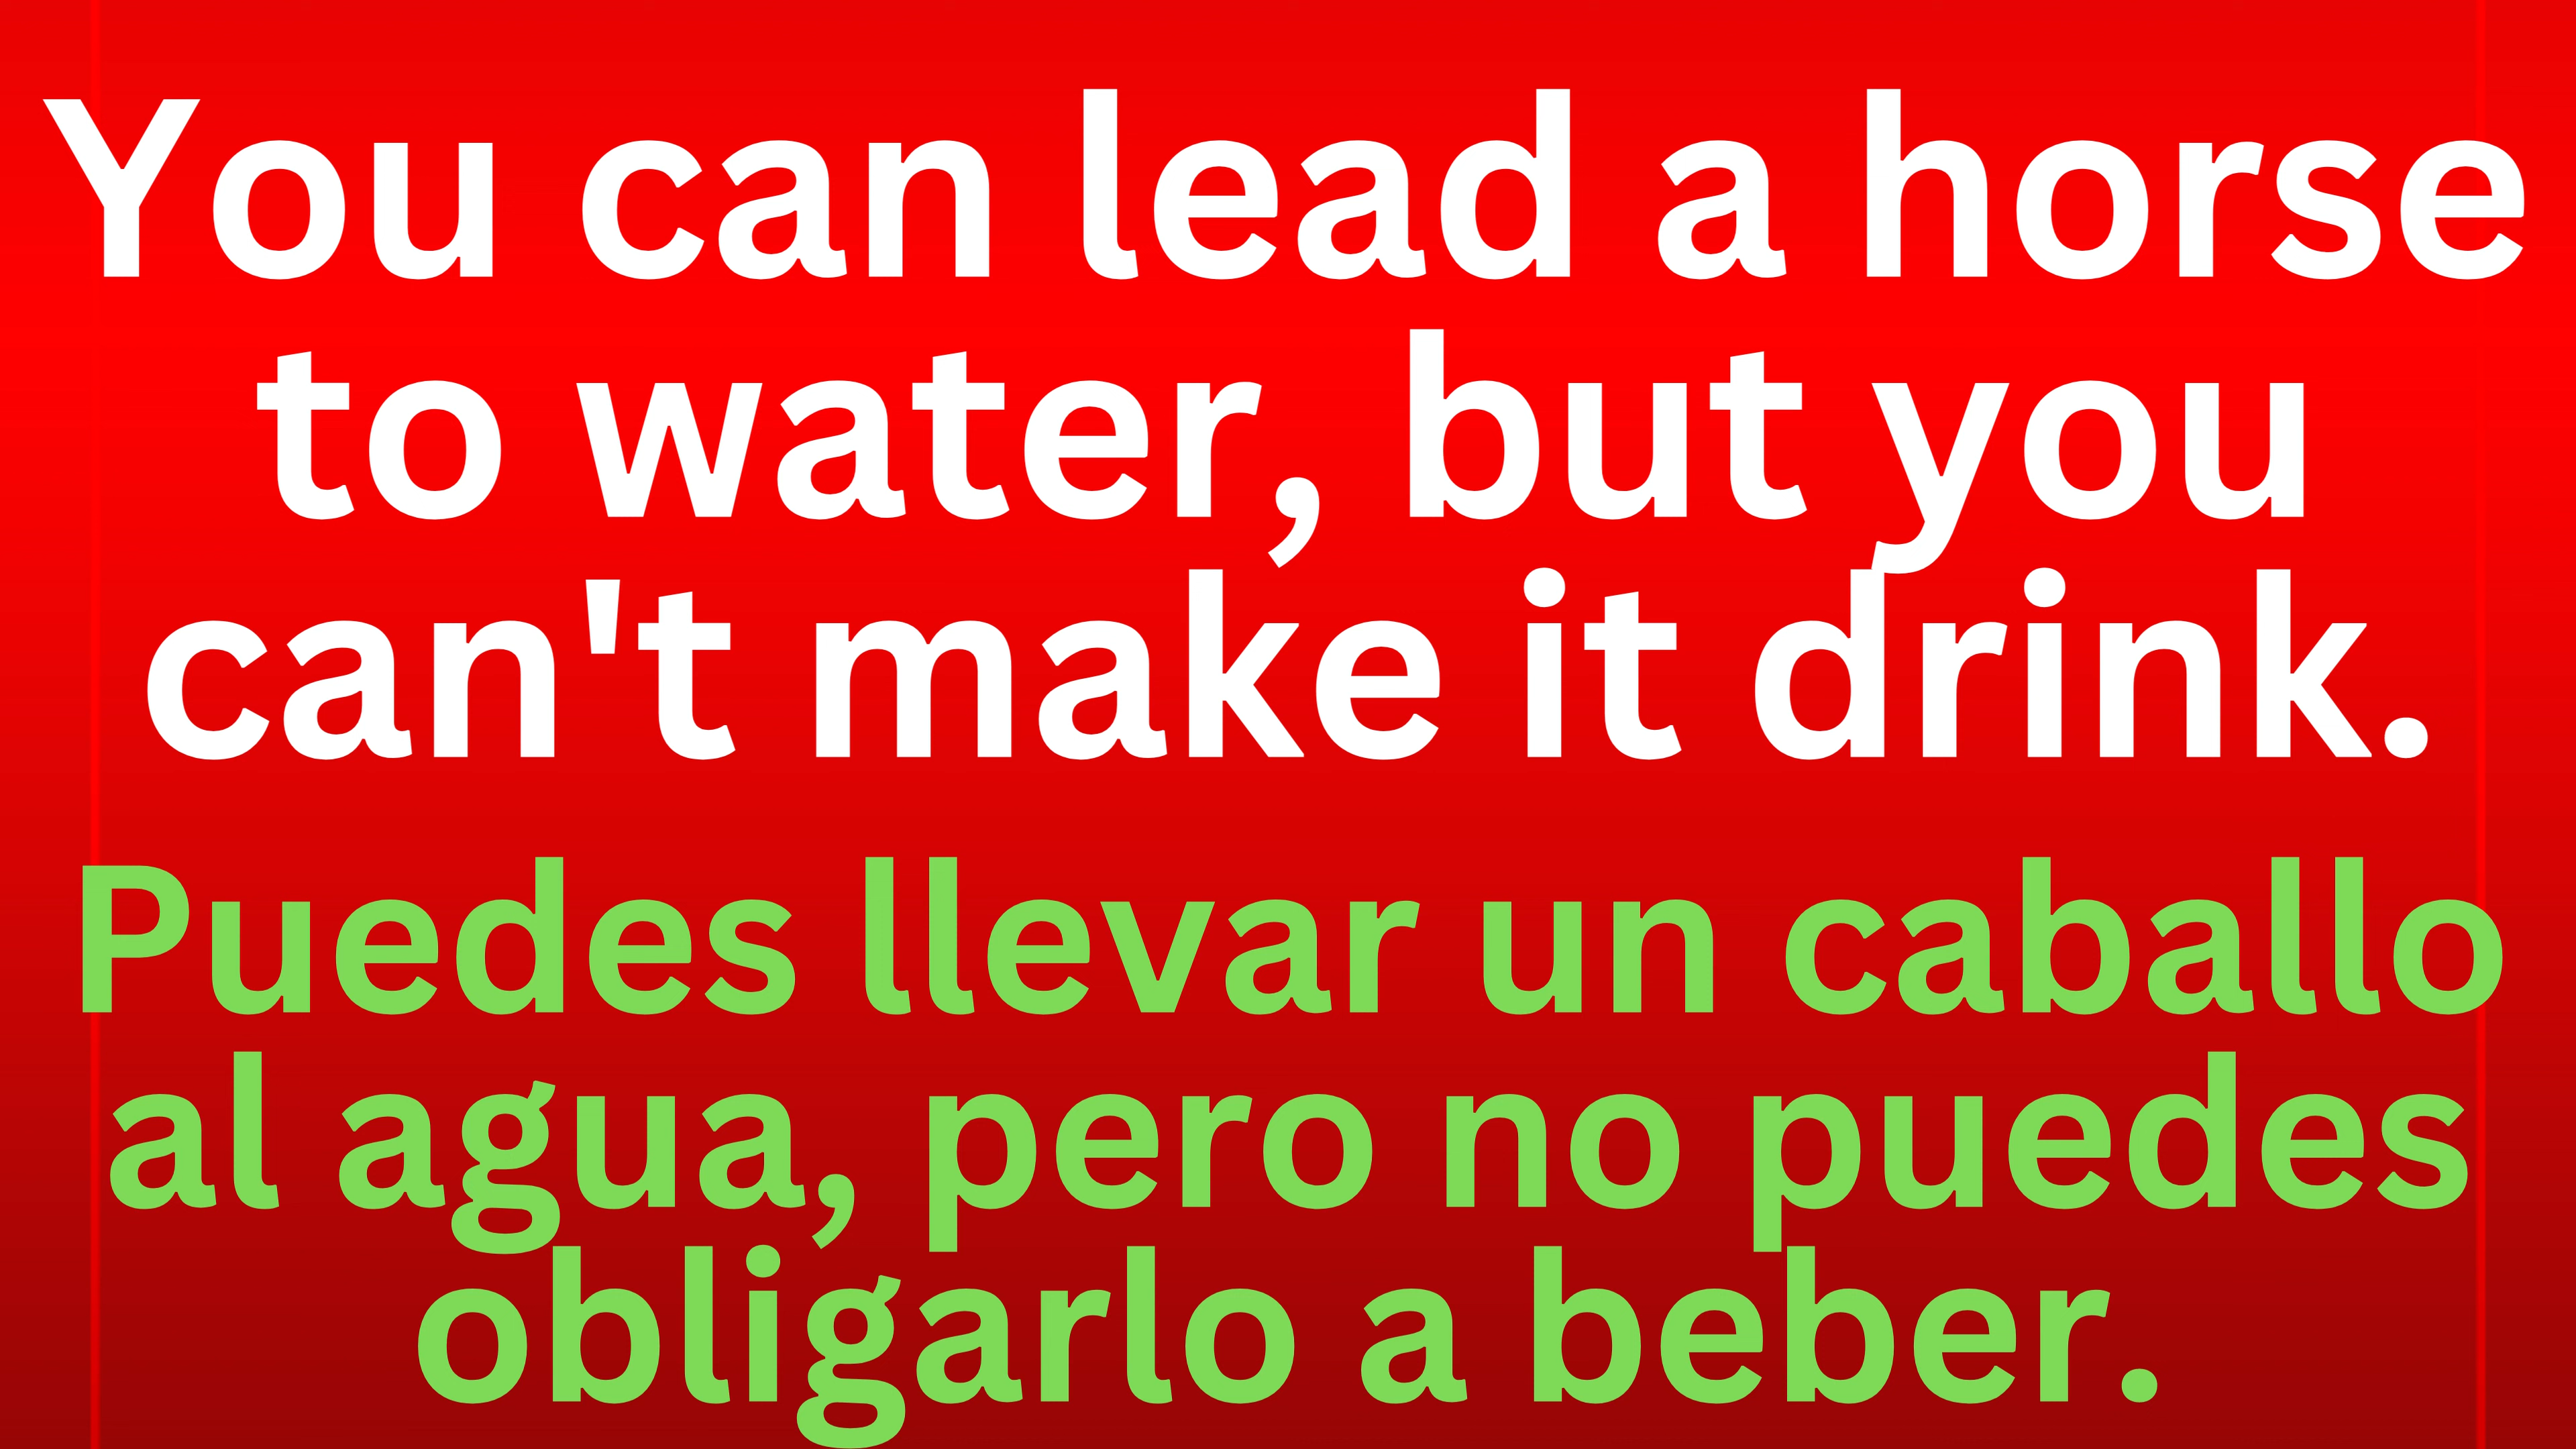 You can lead a horse
to water, but you
can't make it drink.
Puedes llevar un caballo
al agua, pero no puedes
obligarlo a beber.